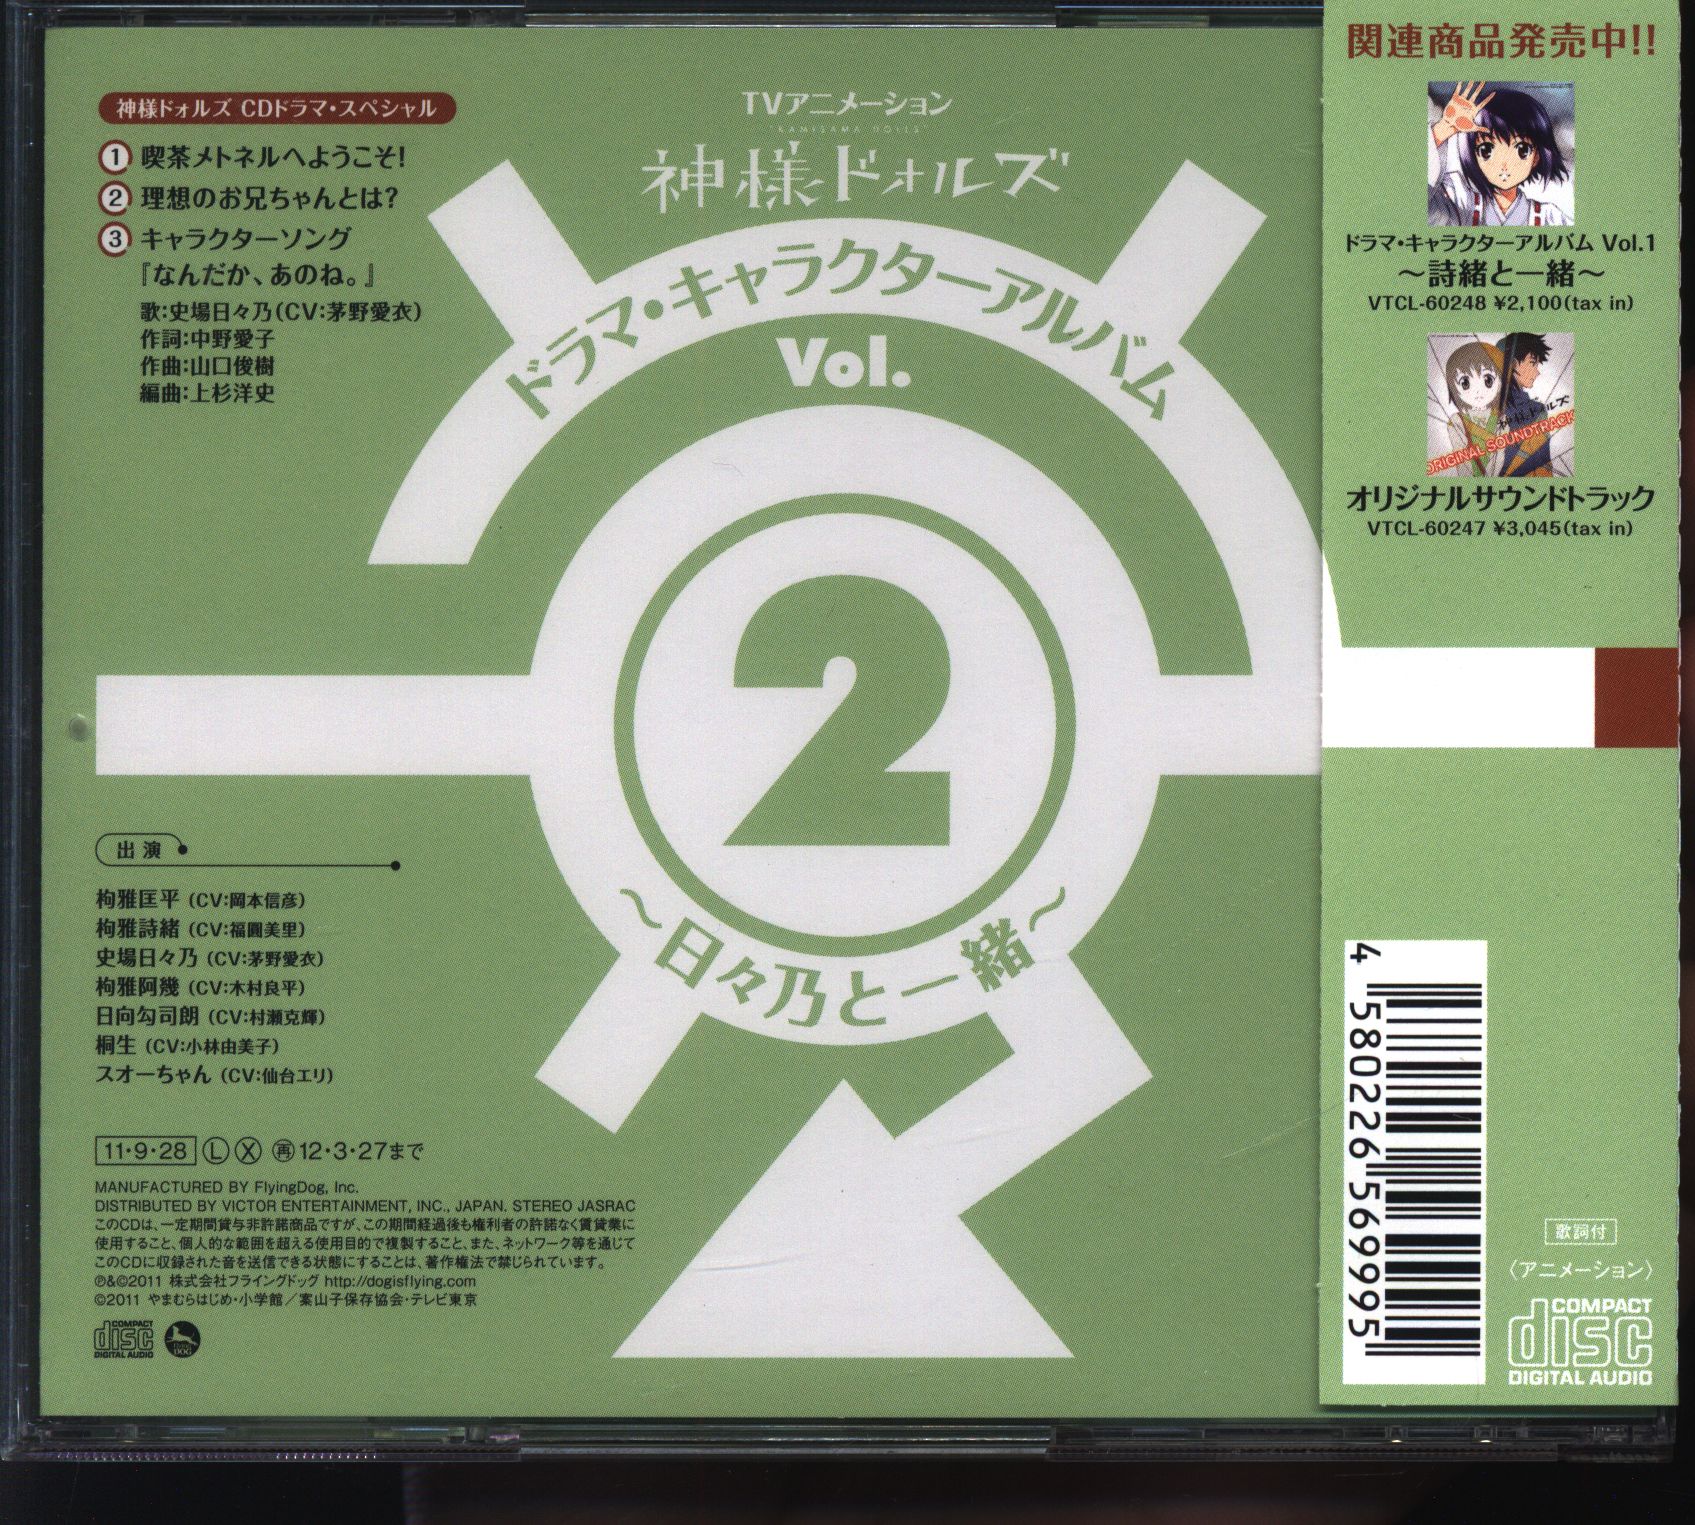 神様ドォルズ CDドラマ・スペシャル
① 喫茶メトネルへようこそ!
② 理想のお兄ちゃんとは?
③ キャラクターソング
『なんだか、あのね。』
歌:史場日々乃(CV:茅野愛衣)
作詞:中野愛子
作曲:山口俊樹
編曲:上杉洋史
TVアニメーション
"KAMISAMA DOLLS"
神様ドォルズ
ドラマ・キャラクターアルバム
Vol.
2
〜日々乃と一緒〜
出演
枸雅匡平 (CV:岡本信彦)
枸雅詩緒 (CV:福圓美里)
史場日々乃 (CV:茅野愛衣)
枸雅阿幾 (CV:木村良平)
日向勾司朗 (CV:村瀬克輝)
桐生 (CV:小林由美子)
スオーちゃん (CV:仙台エリ)
11・9・28 Ⓛ Ⓧ ㊢12・3・27まで
MANUFACTURED BY FlyingDog, Inc.
DISTRIBUTED BY VICTOR ENTERTAINMENT, INC., JAPAN. STEREO JASRAC
このCDは、一定期間貸与非許諾商品ですが、この期間経過後も権利者の許諾なく賃貸業に
使用すること、個人的な範囲を超える使用目的で複製すること、また、ネットワーク等を通じて
このCDに収録された音を送信できる状態にすることは、著作権法で禁じられています。
℗&©2011 株式会社フライングドッグ http://dogisflying.com
©2011 やまむらはじめ・小学館/案山子保存協会・テレビ東京
COMPACT
disc
DIGITAL AUDIO
FLYING
DOG
関連商品発売中!!
ドラマ・キャラクターアルバム Vol.1
〜詩緒と一緒〜
VTCL-60248 ¥2,100(tax in)
神様ドォルズ
ORIGINAL SOUNDTRACK
オリジナルサウンドトラック
VTCL-60247 ¥3,045(tax in)
4 580226 569995
歌詞付
〈アニメーション〉
COMPACT
disc
DIGITAL AUDIO